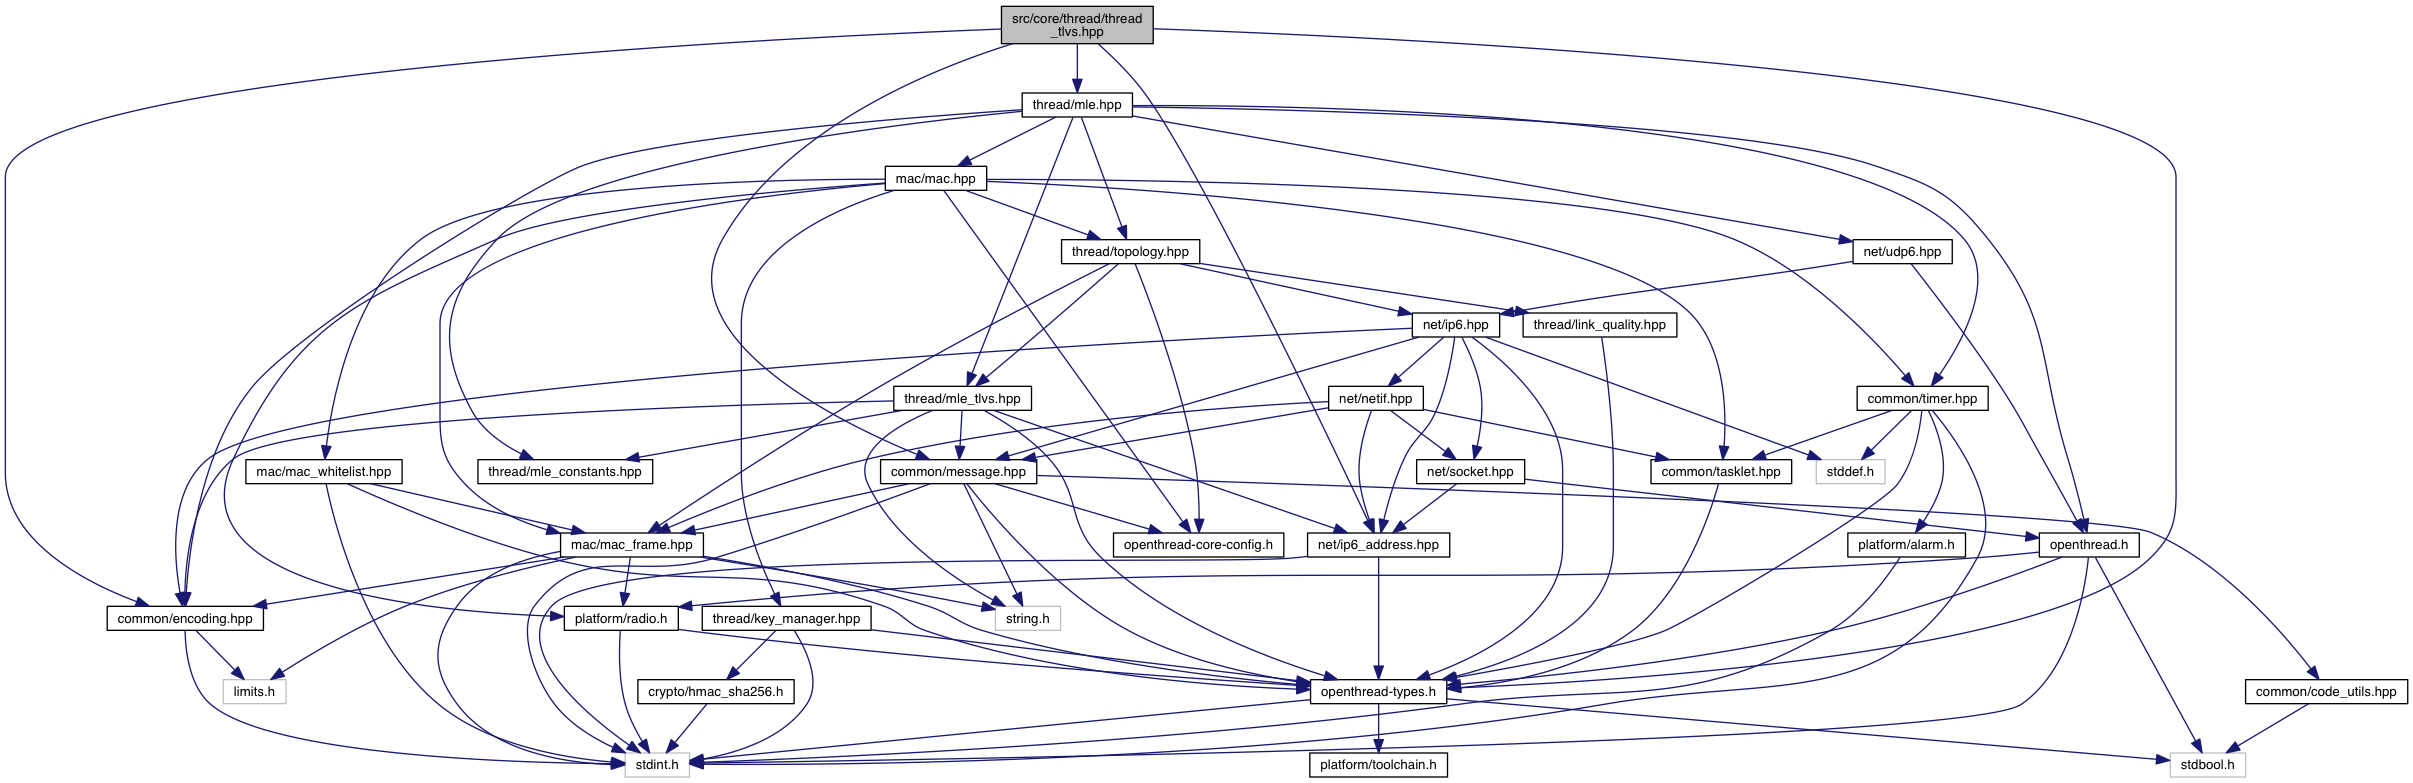 src/core/thread/thread
_tlvs.hpp
thread/mle.hpp
mac/mac.hpp
thread/topology.hpp
net/udp6.hpp
net/ip6.hpp
thread/link_quality.hpp
thread/mle_tlvs.hpp
net/netif.hpp
common/timer.hpp
mac/mac_whitelist.hpp
thread/mle_constants.hpp
common/message.hpp
net/socket.hpp
common/tasklet.hpp
stddef.h
mac/mac_frame.hpp
openthread-core-config.h
net/ip6_address.hpp
platform/alarm.h
openthread.h
common/encoding.hpp
platform/radio.h
thread/key_manager.hpp
string.h
limits.h
crypto/hmac_sha256.h
openthread-types.h
common/code_utils.hpp
stdint.h
platform/toolchain.h
stdbool.h